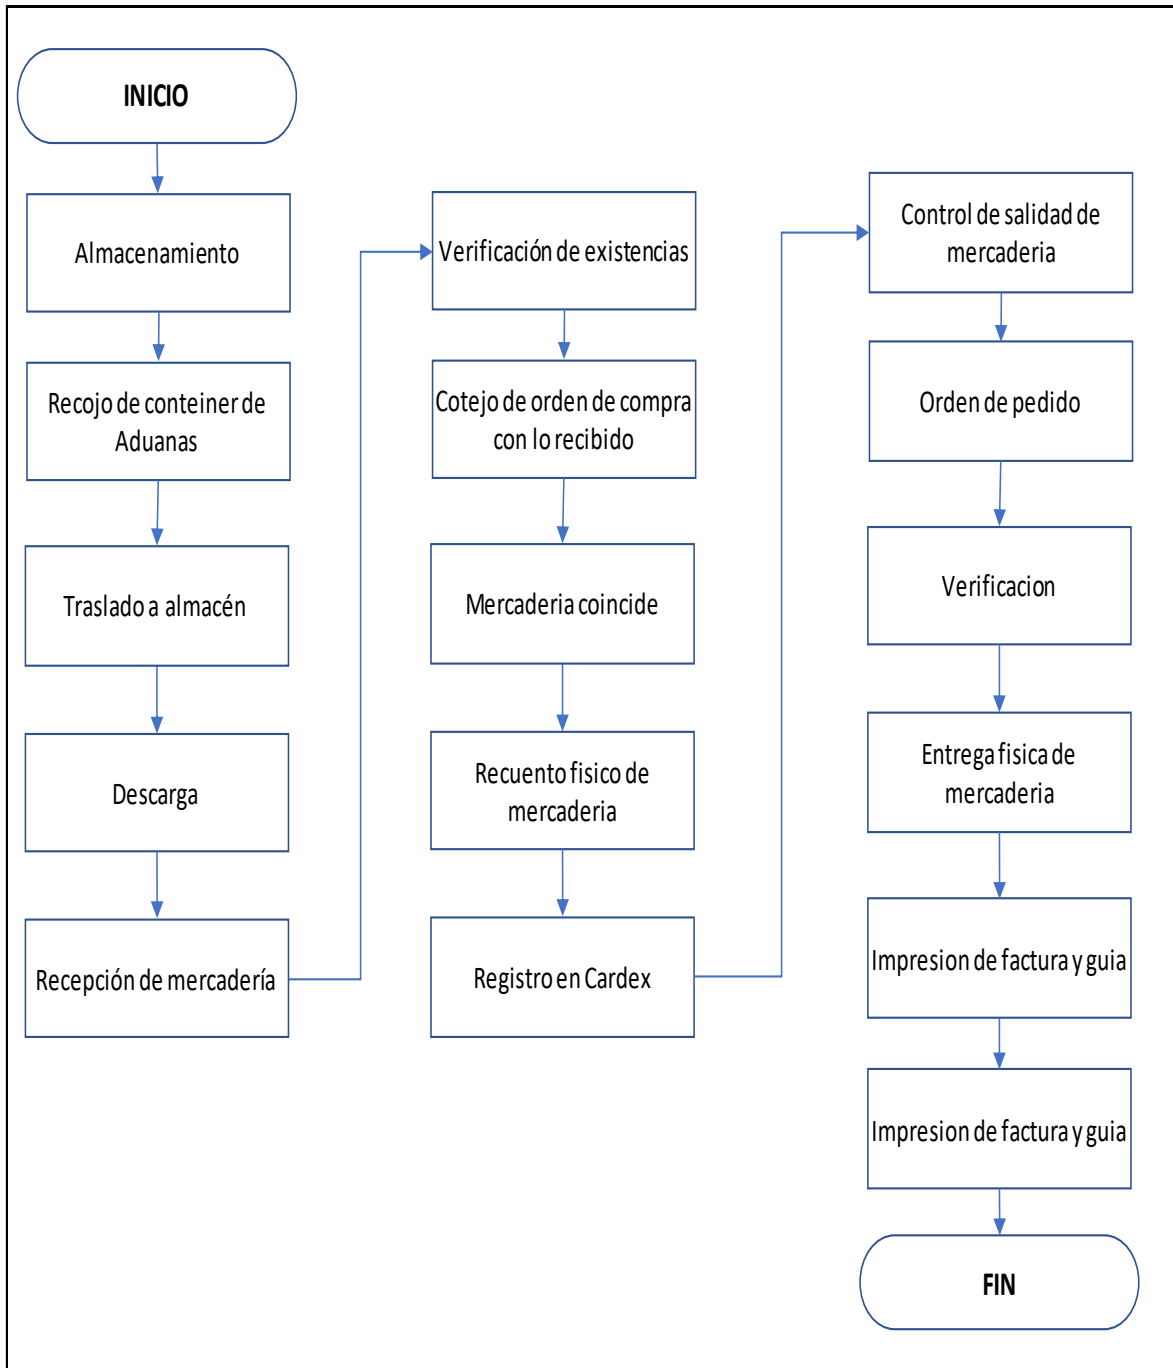 INICIO
Almacenamiento
Recojo de conteiner de
Aduanas
Traslado a almacén
Descarga
Recepción de mercadería
Verificación de existencias
Cotejo de orden de compra
con lo recibido
Mercaderia coincide
Recuento fisico de
mercaderia
Registro en Cardex
Control de salidad de
mercaderia
Orden de pedido
Verificacion
Entrega fisica de
mercaderia
Impresion de factura y guia
Impresion de factura y guia
FIN